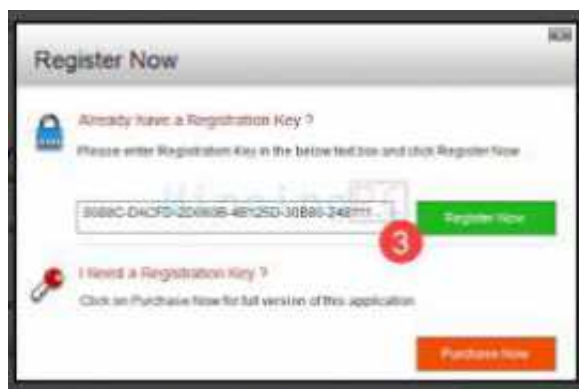 Register Now
Already have a Registration Key ?
Please enter Registration Key in the below text box and click Register Now
Register Now
3
I Need a Registration Key ?
Click on Purchase Now for full version of this application
Purchase Now